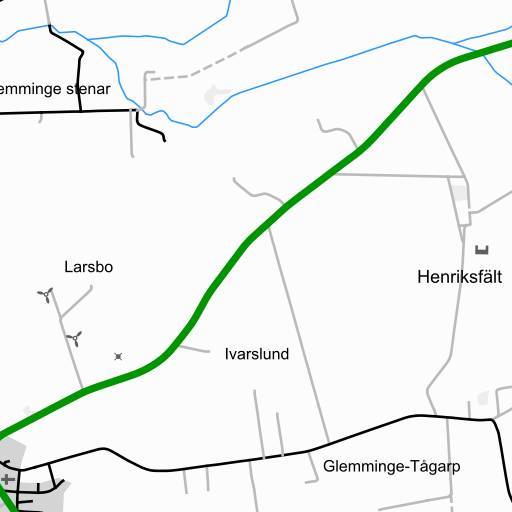 emminge stenar
Larsbo
Henriksfält
Ivarslund
Glemminge-Tågarp